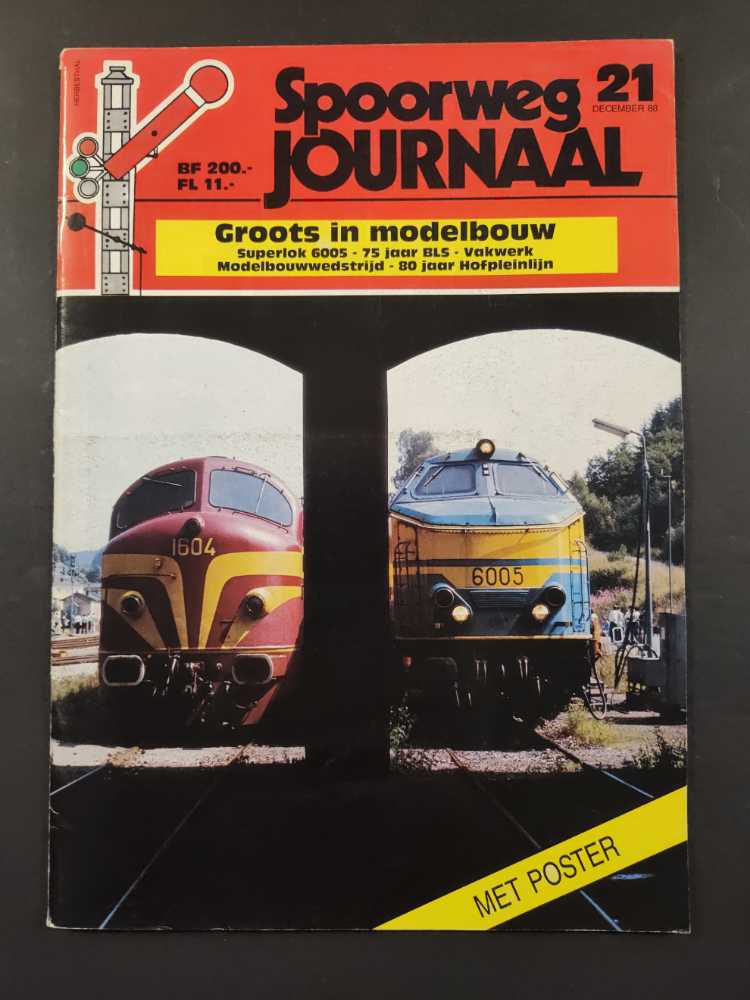 HERBESTHAL
Spoorweg 21
DECEMBER 88
JOURNAAL
BF 200.-
FL 11.-
Groots in modelbouw
Superlok 6005 - 75 jaar BLS - Vakwerk
Modelbouwwedstrijd - 80 jaar Hofpleinlijn
1604
6005
MET POSTER